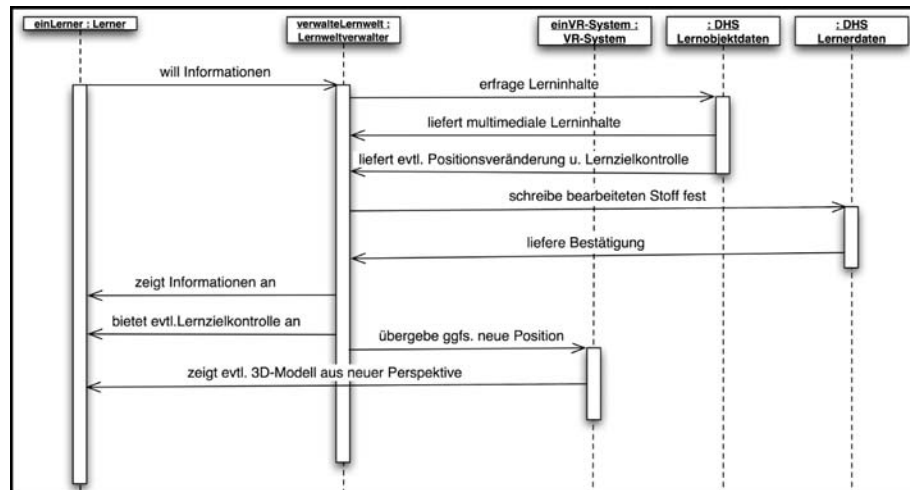 einLerner : Lerner
verwalteLernwelt :
Lernweltverwalter
einVR-System :
VR-System
: DHS
Lernobjektdaten
: DHS
Lernerdaten
will Informationen
erfrage Lerninhalte
liefert multimediale Lerninhalte
liefert evtl. Positionsveränderung u. Lernzielkontrolle
schreibe bearbeiteten Stoff fest
liefere Bestätigung
zeigt Informationen an
bietet evtl.Lernzielkontrolle an
übergebe ggfs. neue Position
zeigt evtl. 3D-Modell aus neuer Perspektive